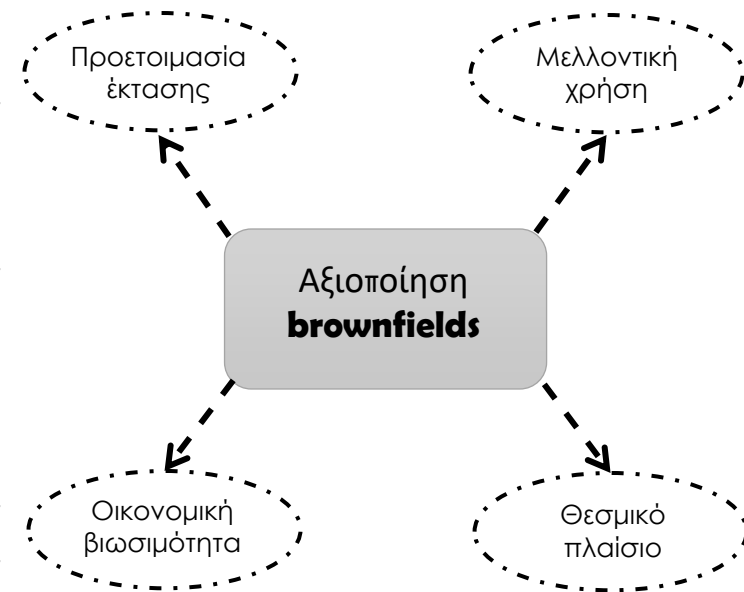 Προετοιμασία
έκτασης
Μελλοντική
χρήση
Αξιοποίηση
brownfields
Οικονομική
βιωσιμότητα
Θεσμικό
πλαίσιο